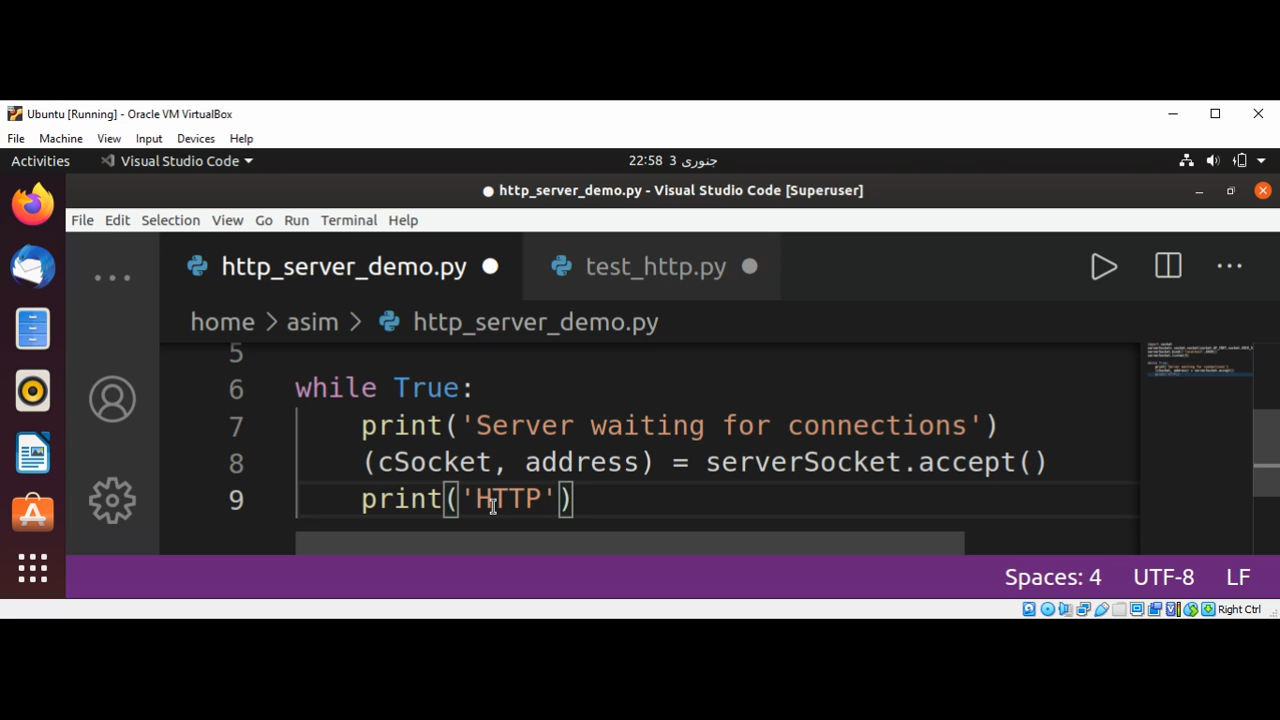 Ubuntu [Running] - Oracle VM VirtualBox
File Machine View Input Devices Help
Activities Visual Studio Code 22:58 3 جنوری
● http_server_demo.py - Visual Studio Code [Superuser]
File Edit Selection View Go Run Terminal Help
http_server_demo.py test_http.py
home > asim > http_server_demo.py
5
6 while True:
7 print('Server waiting for connections')
8 (cSocket, address) = serverSocket.accept()
9 print('HTTP')
Spaces: 4 UTF-8 LF
Right Ctrl